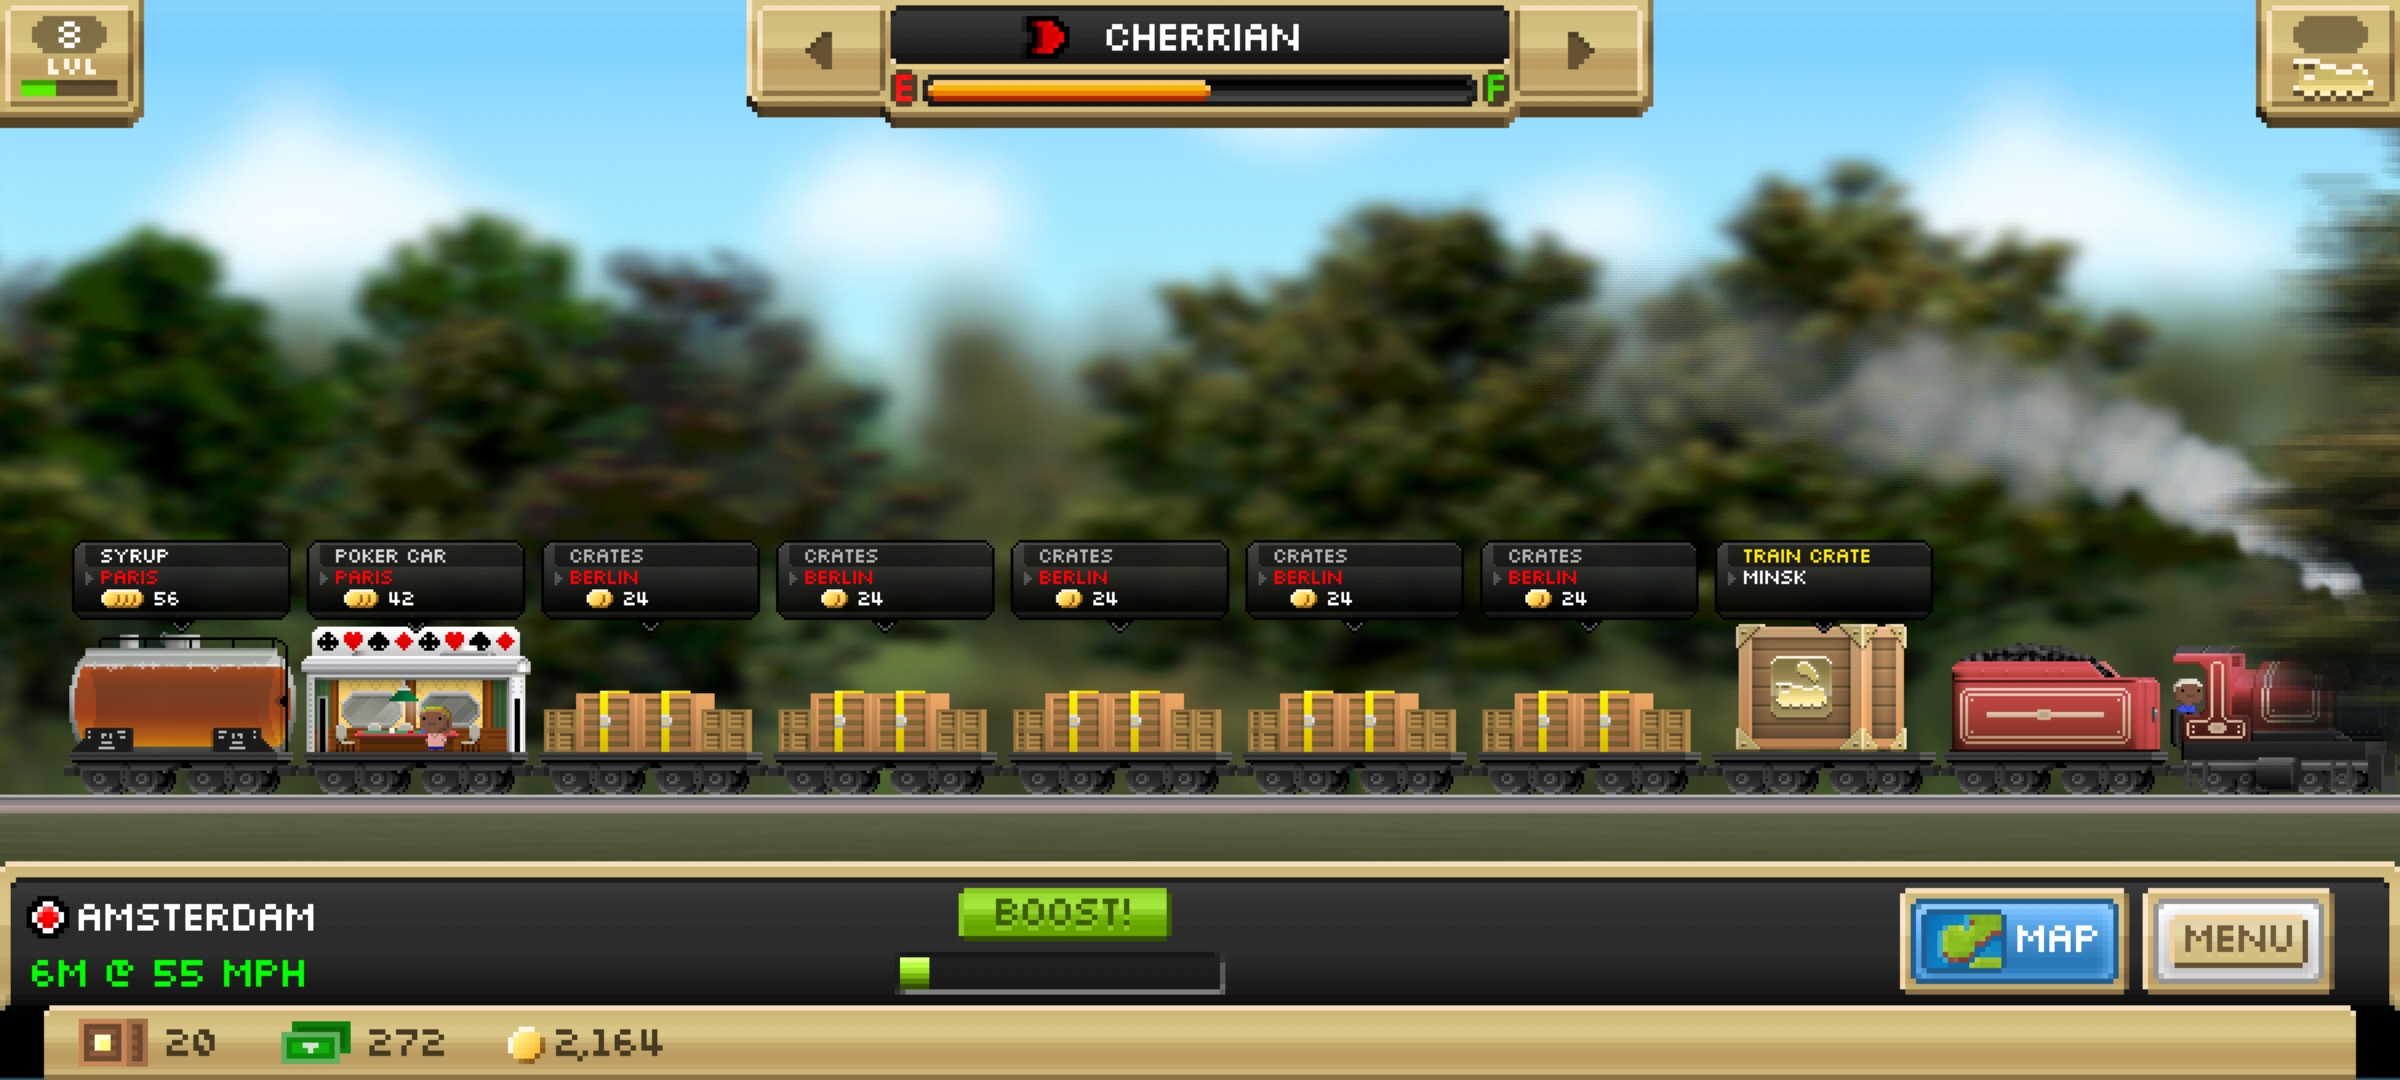 8
LVL
CHERRIAN
E F
SYRUP
PARIS
56
POKER CAR
PARIS
42
CRATES
BERLIN
24
CRATES
BERLIN
24
CRATES
BERLIN
24
CRATES
BERLIN
24
CRATES
BERLIN
24
TRAIN CRATE
MINSK
AMSTERDAM
6M @ 55 MPH
BOOST!
MAP
MENU
20 272 2,164